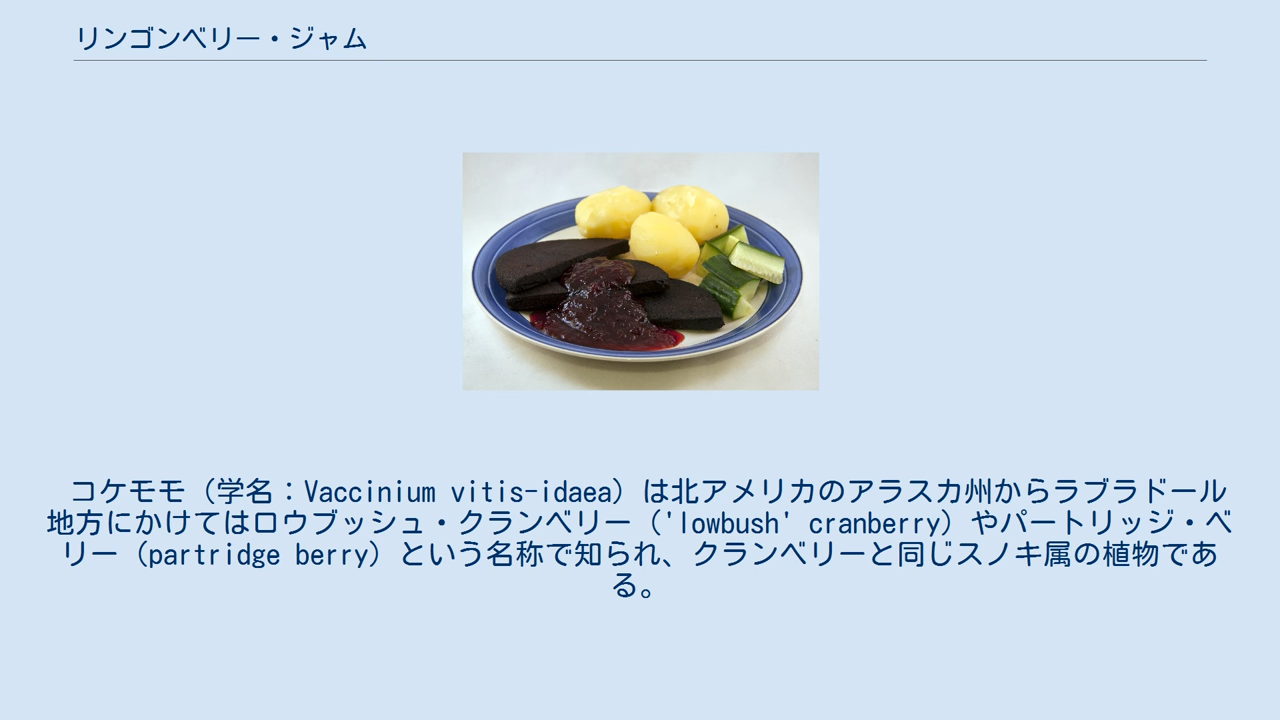 リンゴンベリー・ジャム
コケモモ（学名：Vaccinium vitis-idaea）は北アメリカのアラスカ州からラブラドール
地方にかけてはロウブッシュ・クランベリー（'lowbush' cranberry）やパートリッジ・ベ
リー（partridge berry）という名称で知られ、クランベリーと同じスノキ属の植物であ
る。